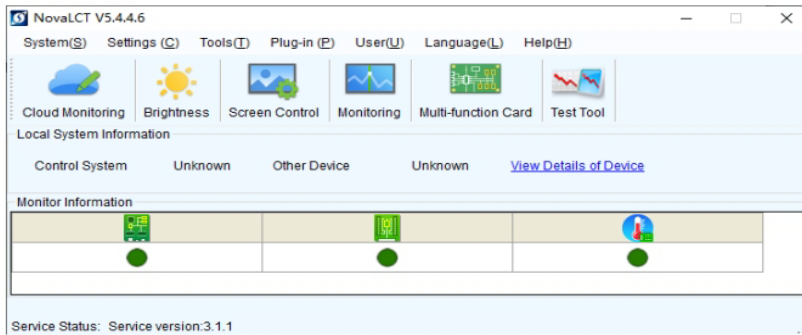 NovaLCT V5.4.4.6
System(S) Settings (C) Tools(T) Plug-in (P) User(U) Language(L) Help(H)
Cloud Monitoring Brightness Screen Control Monitoring Multi-function Card Test Tool
Local System Information
Control System Unknown Other Device Unknown View Details of Device
Monitor Information
Service Status: Service version:3.1.1